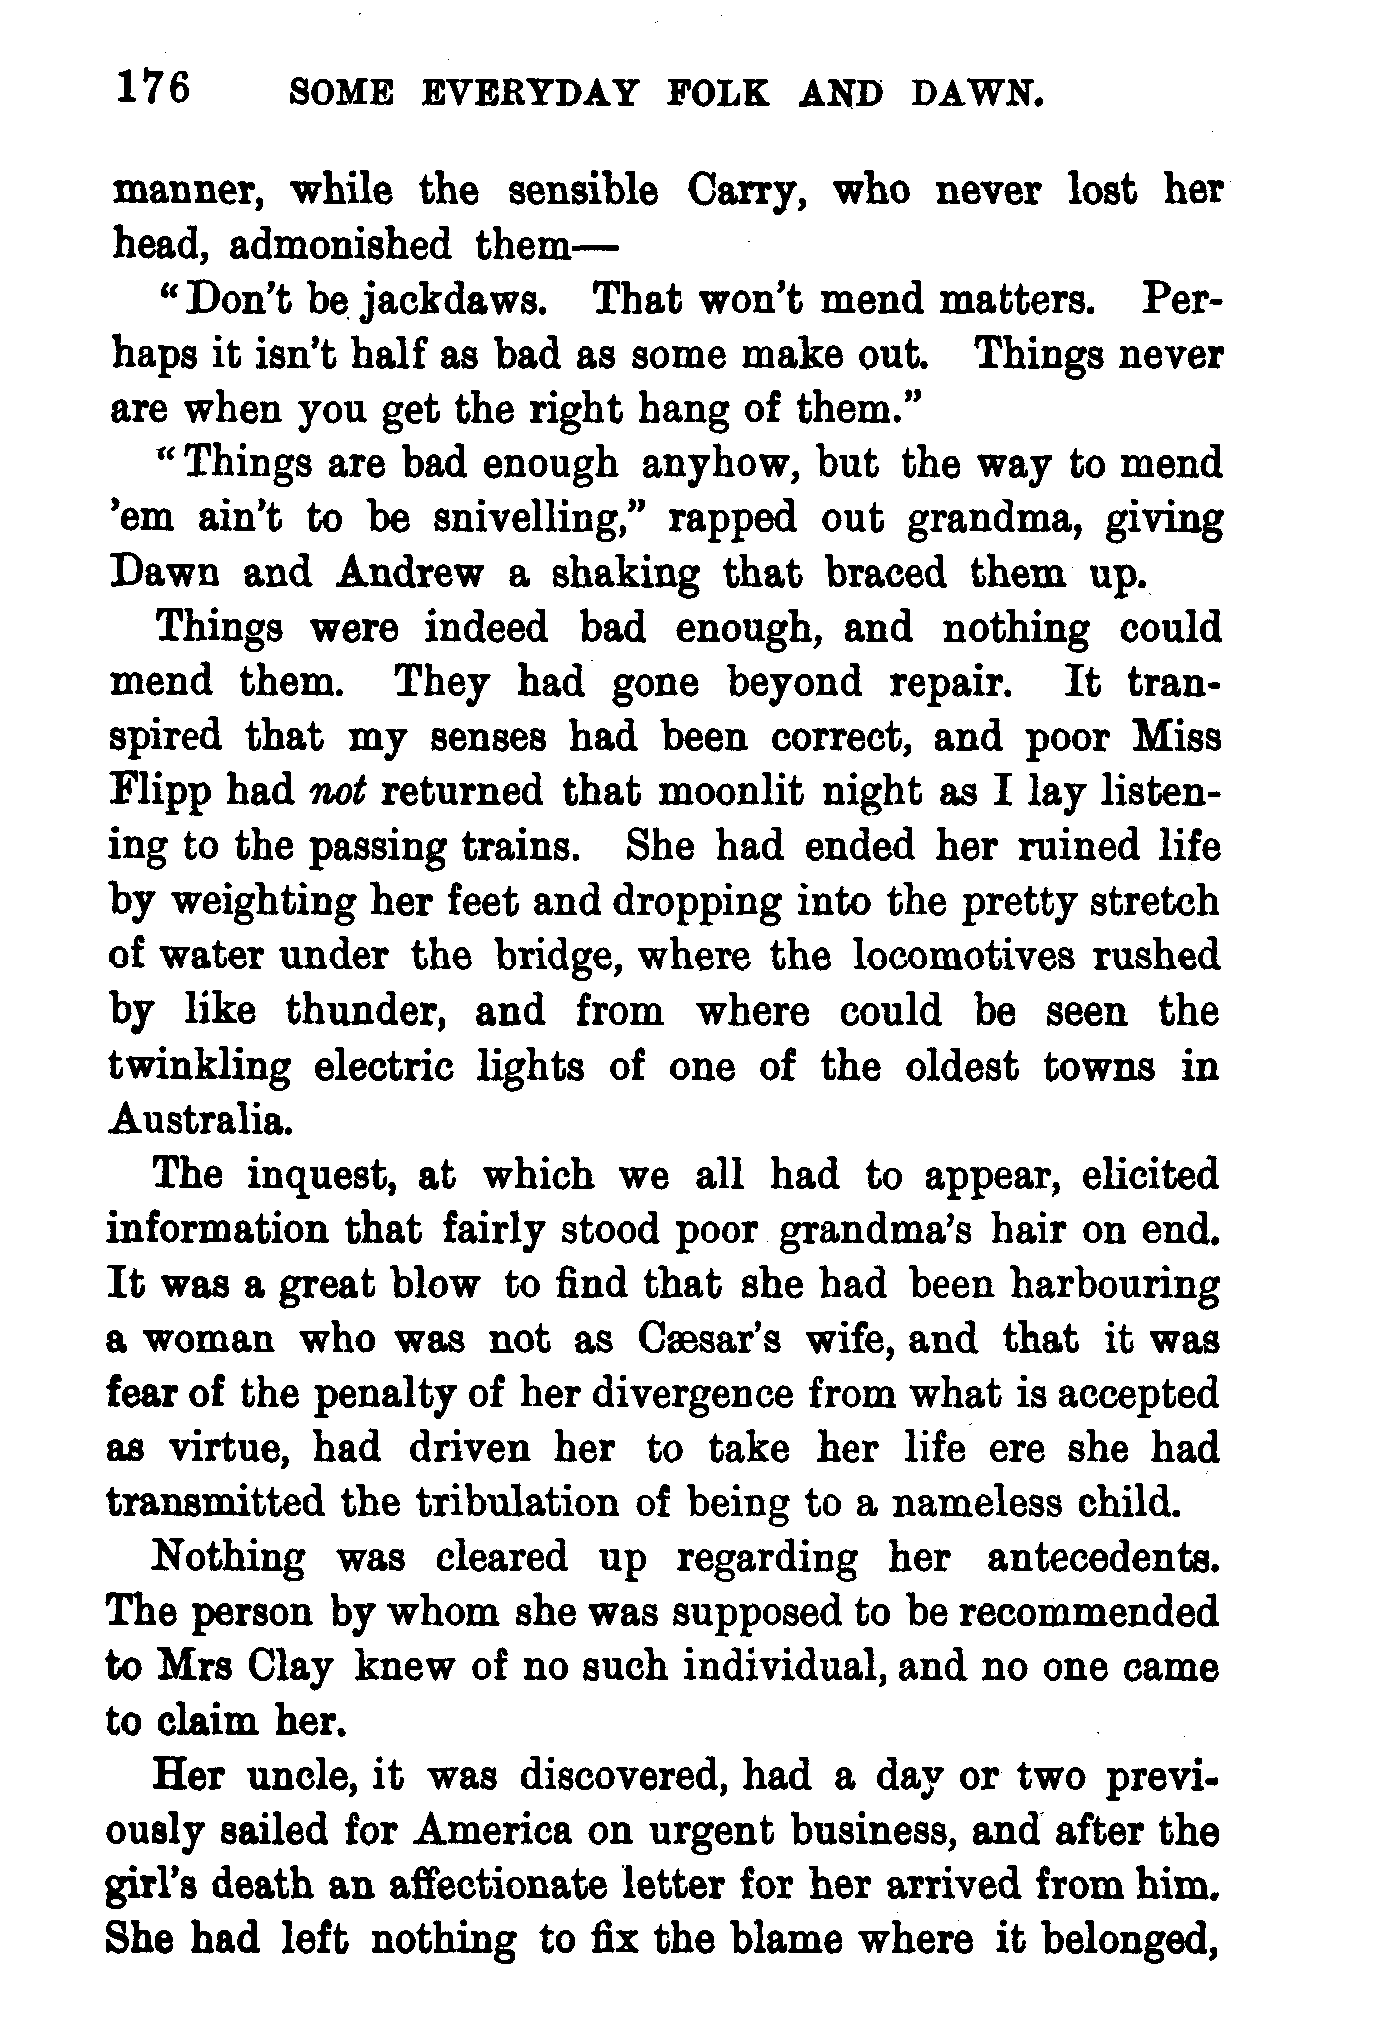 176 SOME EVERYDAY FOLK AND DAWN.
manner, while the sensible Carry, who never lost her
head, admonished them—
"Don't be jackdaws. That won't mend matters. Per-
haps it isn't half as bad as some make out. Things never
are when you get the right hang of them."
"Things are bad enough anyhow, but the way to mend
'em ain't to be snivelling," rapped out grandma, giving
Dawn and Andrew a shaking that braced them up.
Things were indeed bad enough, and nothing could
mend them. They had gone beyond repair. It tran-
spired that my senses had been correct, and poor Miss
Flipp had not returned that moonlit night as I lay listen-
ing to the passing trains. She had ended her ruined life
by weighting her feet and dropping into the pretty stretch
of water under the bridge, where the locomotives rushed
by like thunder, and from where could be seen the
twinkling electric lights of one of the oldest towns in
Australia.
The inquest, at which we all had to appear, elicited
information that fairly stood poor grandma's hair on end.
It was a great blow to find that she had been harbouring
a woman who was not as Cæsar's wife, and that it was
fear of the penalty of her divergence from what is accepted
as virtue, had driven her to take her life ere she had
transmitted the tribulation of being to a nameless child.
Nothing was cleared up regarding her antecedents.
The person by whom she was supposed to be recommended
to Mrs Clay knew of no such individual, and no one came
to claim her.
Her uncle, it was discovered, had a day or two previ-
ously sailed for America on urgent business, and after the
girl's death an affectionate letter for her arrived from him.
She had left nothing to fix the blame where it belonged,